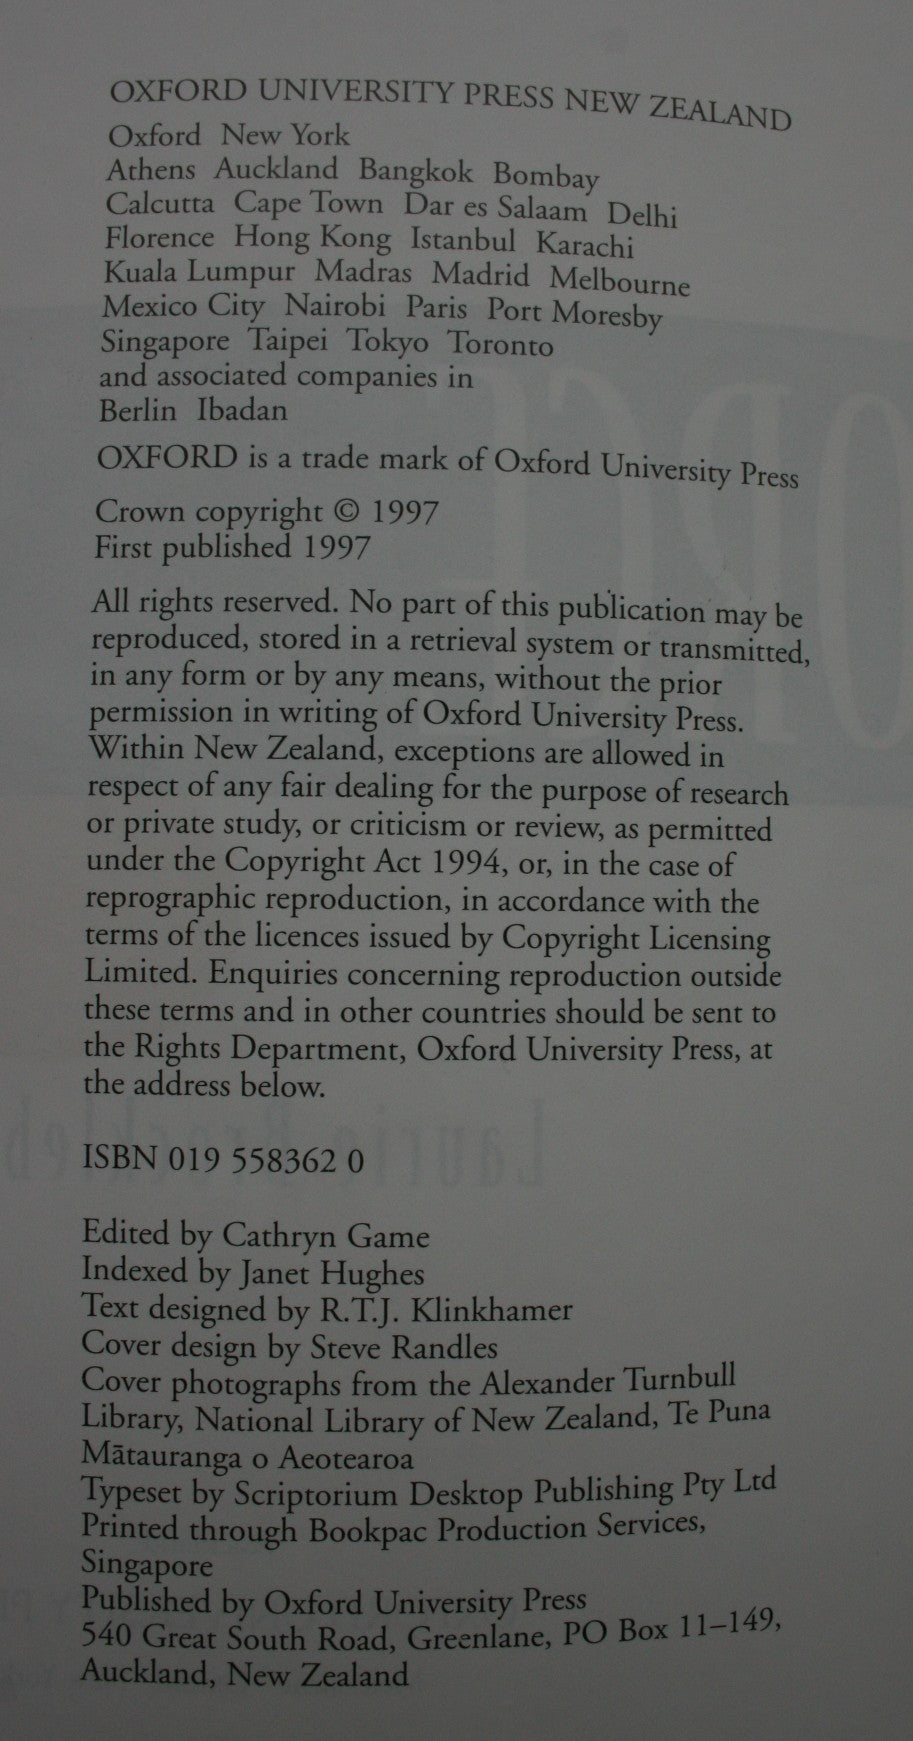 OXFORD UNIVERSITY PRESS NEW ZEALAND
Oxford New York
Athens Auckland Bangkok Bombay
Calcutta Cape Town Dar es Salaam Delhi
Florence Hong Kong Istanbul Karachi
Kuala Lumpur Madras Madrid Melbourne
Mexico City Nairobi Paris Port Moresby
Singapore Taipei Tokyo Toronto
and associated companies in
Berlin Ibadan
OXFORD is a trade mark of Oxford University Press
Crown copyright © 1997
First published 1997
All rights reserved. No part of this publication may be
reproduced, stored in a retrieval system or transmitted,
in any form or by any means, without the prior
permission in writing of Oxford University Press.
Within New Zealand, exceptions are allowed in
respect of any fair dealing for the purpose of research
or private study, or criticism or review, as permitted
under the Copyright Act 1994, or, in the case of
reprographic reproduction, in accordance with the
terms of the licences issued by Copyright Licensing
Limited. Enquiries concerning reproduction outside
these terms and in other countries should be sent to
the Rights Department, Oxford University Press, at
the address below.
ISBN 019 558362 0
Edited by Cathryn Game
Indexed by Janet Hughes
Text designed by R.T.J. Klinkhamer
Cover design by Steve Randles
Cover photographs from the Alexander Turnbull
Library, National Library of New Zealand, Te Puna
Mātauranga o Aeotearoa
Typeset by Scriptorium Desktop Publishing Pty Ltd
Printed through Bookpac Production Services,
Singapore
Published by Oxford University Press
540 Great South Road, Greenlane, PO Box 11–149,
Auckland, New Zealand